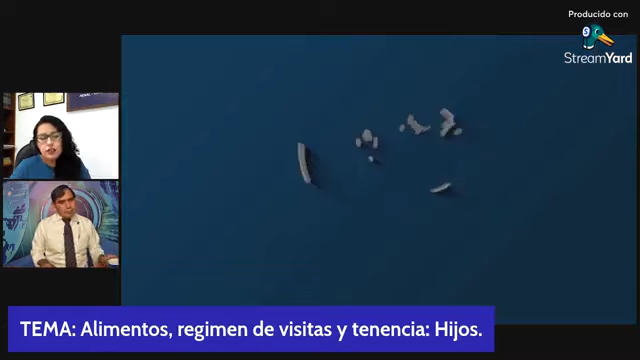 Producido con
StreamYard
TEMA: Alimentos, regimen de visitas y tenencia: Hijos.